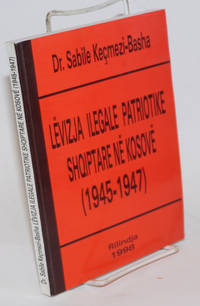 Dr. Sabile Keçmezi-Basha
LËVIZJA ILEGALE PATRIOTIKE
SHQIPTARE NË KOSOVË
(1945-1947)
Rilindja
1998
Dr. Sabile Keçmezi-Basha LËVIZJA ILEGALE PATRIOTIKE SHQIPTARE NË KOSOVË (1945-1947)